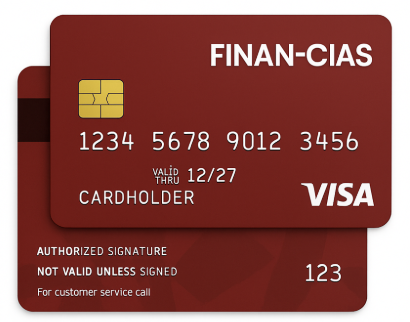 FINAN-CIAS
1234 5678 9012 3456
VALİD
THRU 12/27
CARDHOLDER
VISA
AUTHORIZED SIGNATURE
NOT VALID UNLESS SIGNED
For customer service call
123